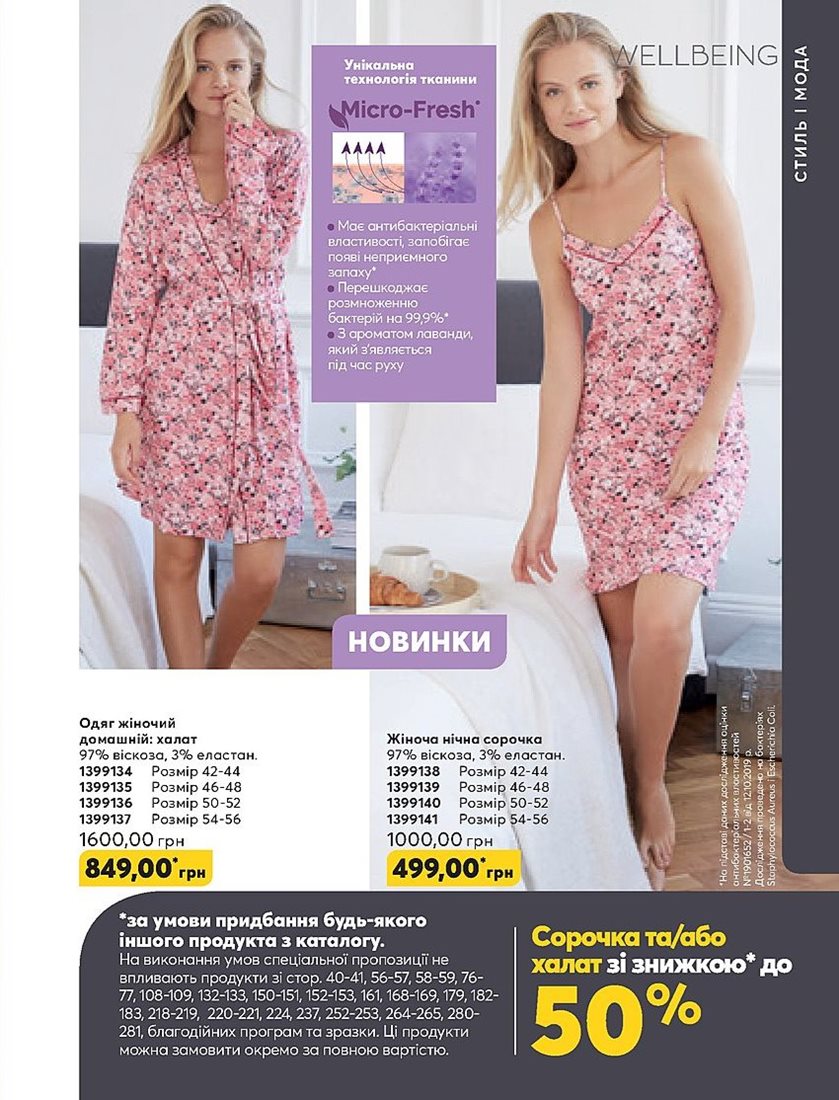 WELLBEING
СТИЛЬ | МОДА
Унікальна
технологія тканини
Micro-Fresh®
• Має антибактеріальні
властивості, запобігає
появі неприємного
запаху*
• Перешкоджає
розмноженню
бактерій на 99,9%*
• З ароматом лаванди,
який з’являється
під час руху
НОВИНКИ
Одяг жіночий
домашній: халат
97% віскоза, 3% еластан.
1399134 Розмір 42-44
1399135 Розмір 46-48
1399136 Розмір 50-52
1399137 Розмір 54-56
1600,00 грн
849,00*грн
Жіноча нічна сорочка
97% віскоза, 3% еластан.
1399138 Розмір 42-44
1399139 Розмір 46-48
1399140 Розмір 50-52
1399141 Розмір 54-56
1000,00 грн
499,00*грн
*На підставі даних дослідження оцінки
антибактеріальних властивостей
№1901652 / 1-2 від 12.10.2019 р.
Дослідження проведено на бактеріях
Staphylococcus Aureus і Escherichia Coli.
*за умови придбання будь-якого
іншого продукта з каталогу.
На виконання умов спеціальної пропозиції не
впливають продукти зі стор. 40-41, 56-57, 58-59, 76-
77, 108-109, 132-133, 150-151, 152-153, 161, 168-169, 179, 182-
183, 218-219, 220-221, 224, 237, 252-253, 264-265, 280-
281, благодійних програм та зразки. Ці продукти
можна замовити окремо за повною вартістю.
Сорочка та/або
халат зі знижкою* до
50%